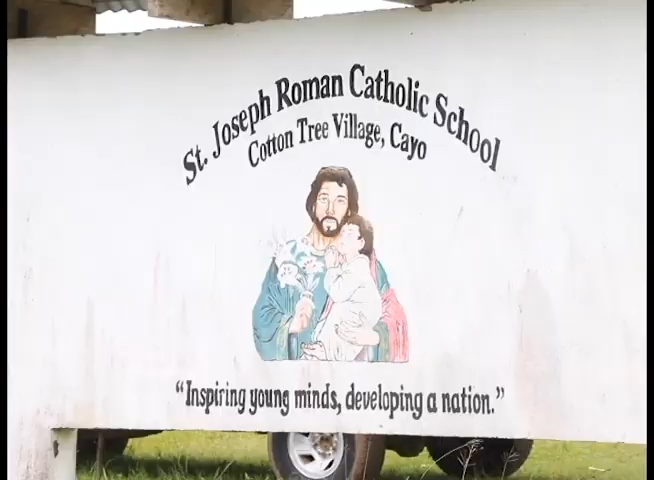 St. Joseph Roman Catholic School
Cotton Tree Village, Cayo
"Inspiring young minds, developing a nation."